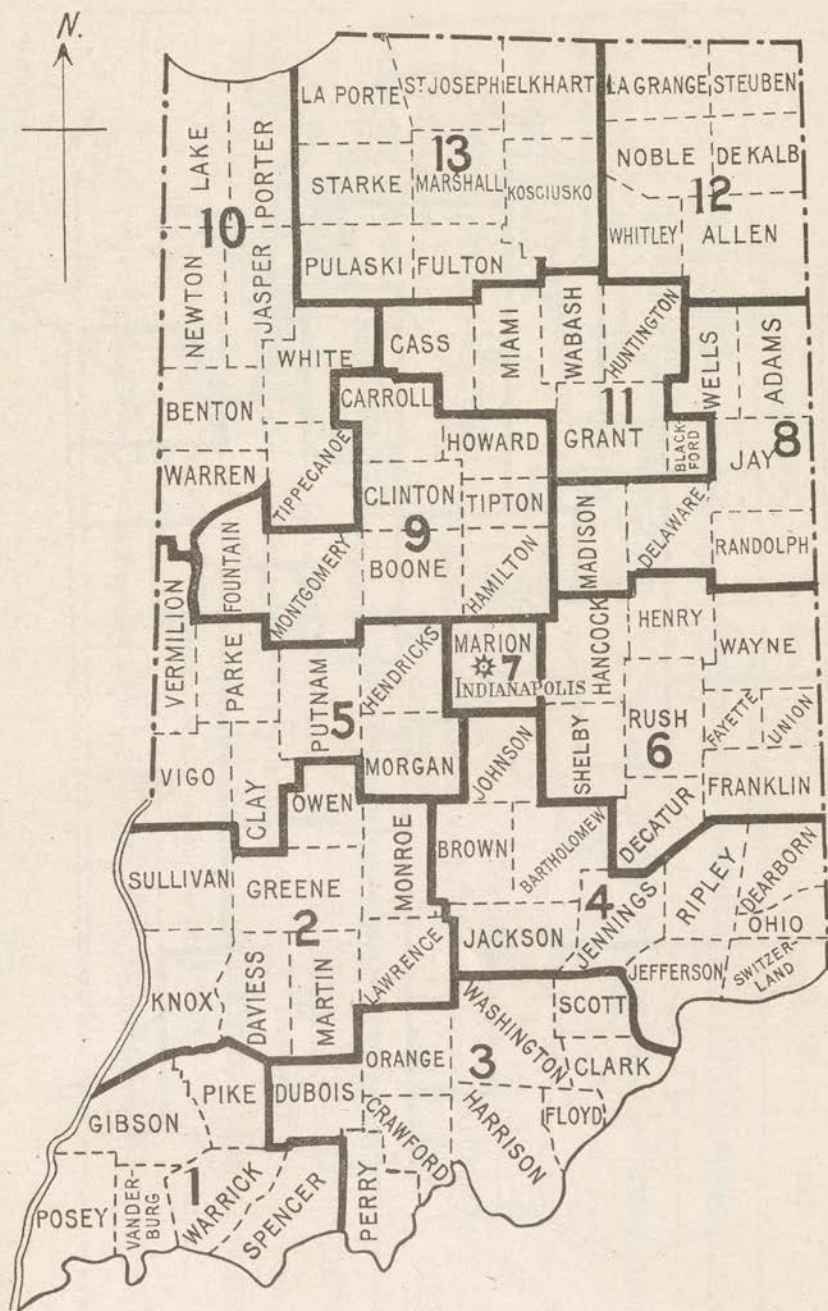 N.
LA PORTE
ST JOSEPH
ELKHART
LA GRANGE
STEUBEN
LAKE
PORTER
13
NOBLE
DE KALB
STARKE
MARSHALL
KOSCIUSKO
12
10
WHITLEY
ALLEN
NEWTON
JASPER
PULASKI
FULTON
WHITE
CASS
MIAMI
WABASH
HUNTINGTON
WELLS
ADAMS
BENTON
CARROLL
11
GRANT
BLACK-
FORD
8
JAY
HOWARD
WARREN
TIPPECANOE
CLINTON
TIPTON
9
FOUNTAIN
MONTGOMERY
BOONE
HAMILTON
MADISON
DELAWARE
RANDOLPH
VERMILION
PARKE
HENDRICKS
MARION
7
INDIANAPOLIS
HANCOCK
HENRY
WAYNE
PUTNAM
5
RUSH
6
FAYETTE
UNION
VIGO
CLAY
MORGAN
JOHNSON
SHELBY
FRANKLIN
OWEN
DECATUR
SULLIVAN
GREENE
MONROE
BROWN
BARTHOLOMEW
RIPLEY
DEARBORN
2
4
JENNINGS
OHIO
KNOX
DAVIESS
MARTIN
LAWRENCE
JACKSON
JEFFERSON
SWITZER-
LAND
SCOTT
WASHINGTON
ORANGE
3
CLARK
PIKE
DUBOIS
GIBSON
CRAWFORD
HARRISON
FLOYD
1
POSEY
VANDER-
BURG
WARRICK
SPENCER
PERRY